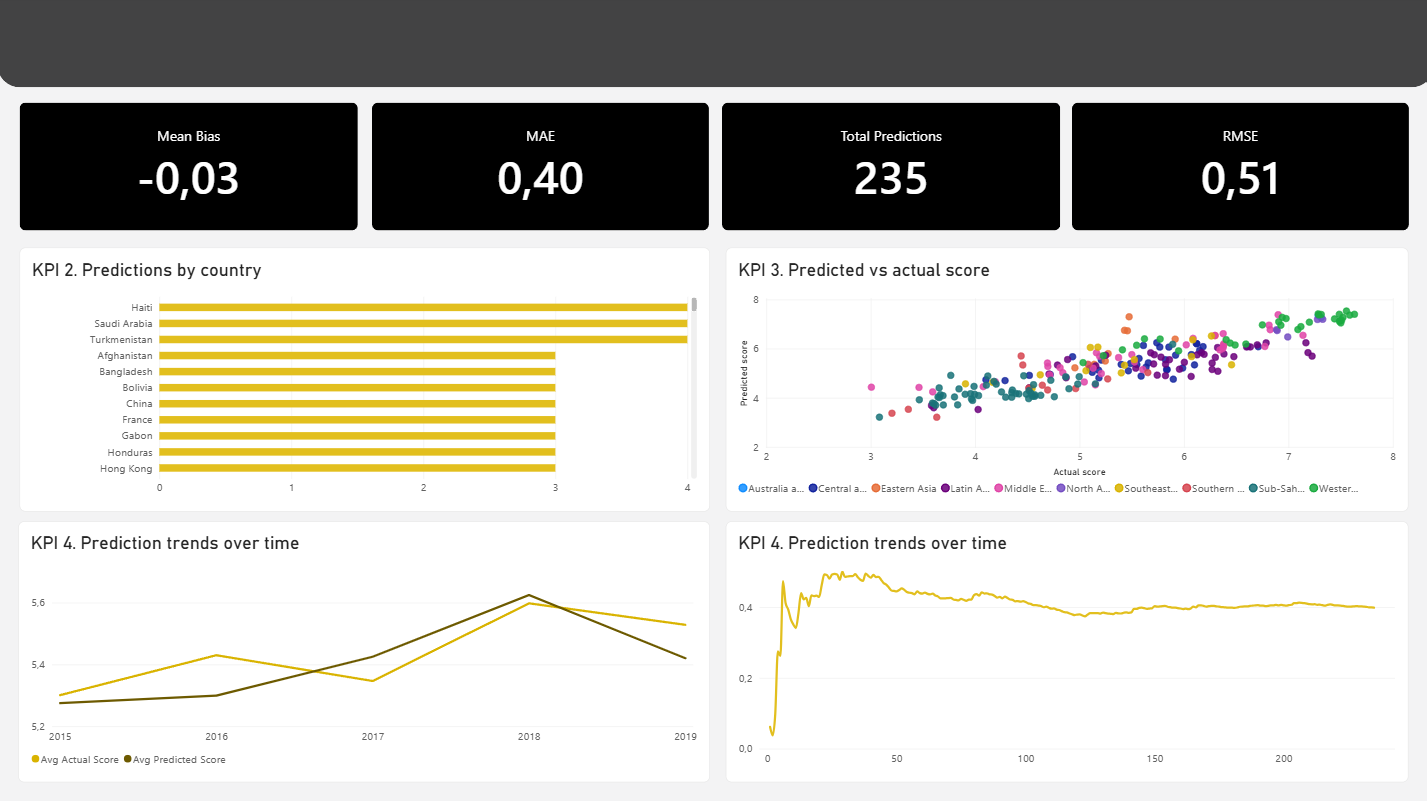 Mean Bias
-0,03
MAE
0,40
Total Predictions
235
RMSE
0,51
KPI 2. Predictions by country
Haiti
Saudi Arabia
Turkmenistan
Afghanistan
Bangladesh
Bolivia
China
France
Gabon
Honduras
Hong Kong
0 1 2 3 4
KPI 3. Predicted vs actual score
Predicted score
8
6
4
2
2 3 4 5 6 7 8
Actual score
Australia a... Central a... Eastern Asia Latin A... Middle E... North A... Southeast... Southern ... Sub-Sah... Wester...
KPI 4. Prediction trends over time
5,6
5,4
5,2
2015 2016 2017 2018 2019
Avg Actual Score Avg Predicted Score
KPI 4. Prediction trends over time
0,4
0,2
0,0
0 50 100 150 200